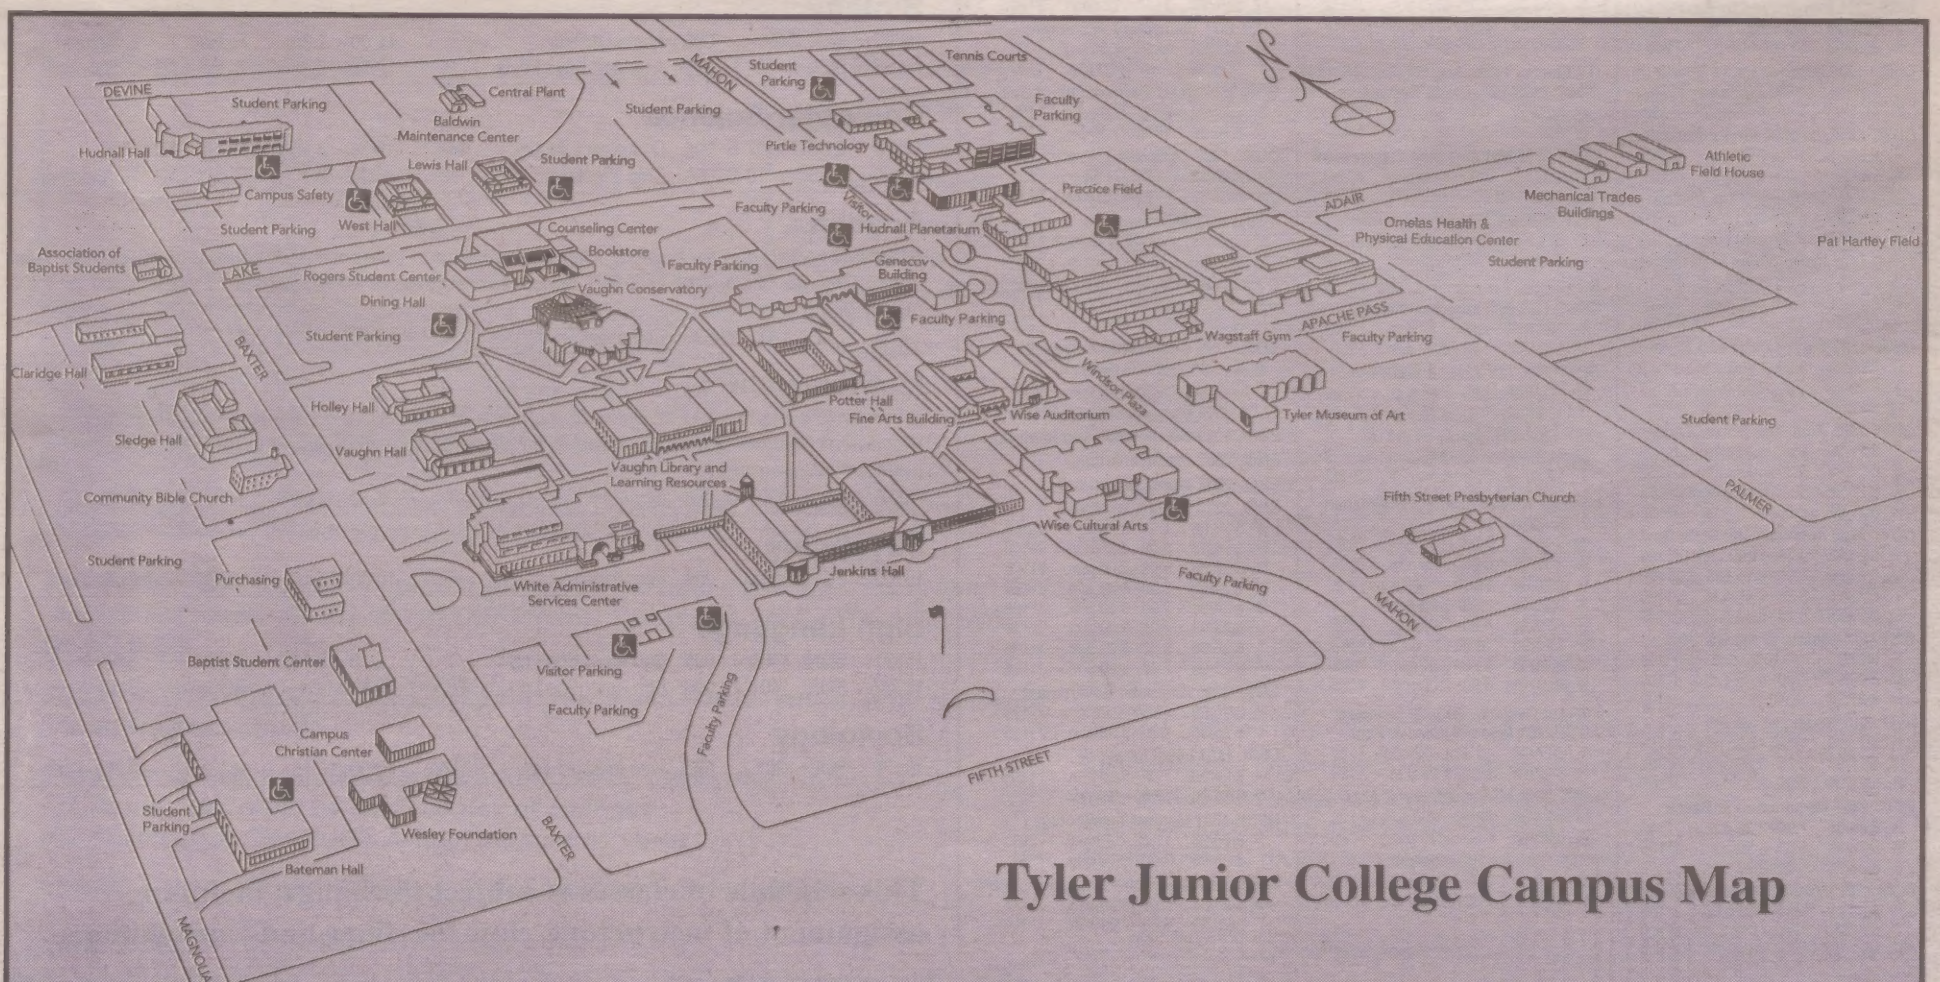 DEVINE
Student Parking
Central Plant
Baldwin
Maintenance Center
MAHON
Student
Parking
Tennis Courts
N
Student Parking
Faculty
Parking
Hudnall Hall
Lewis Hall
Student Parking
Pirtle Technology
Campus Safety
West Hall
Student Parking
Faculty Parking
Visitor
Practice Field
ADAIR
Mechanical Trades
Buildings
Athletic
Field House
Association of
Baptist Students
LAKE
Counseling Center
Bookstore
Hudnall Planetarium
Ornelas Health &
Physical Education Center
Student Parking
Pat Hartley Field
Rogers Student Center
Faculty Parking
Genecov
Building
Dining Hall
Vaughn Conservatory
Student Parking
Faculty Parking
Wagstaff Gym
APACHE PASS
Faculty Parking
Claridge Hall
BAXTER
Holley Hall
Potter Hall
Fine Arts Building
Wise Auditorium
Windsor Plaza
Tyler Museum of Art
Student Parking
Sledge Hall
Vaughn Hall
Vaughn Library and
Learning Resources
Community Bible Church
Wise Cultural Arts
Fifth Street Presbyterian Church
PALMER
Student Parking
Purchasing
White Administrative
Services Center
Jenkins Hall
Faculty Parking
MAHON
Baptist Student Center
Visitor Parking
Faculty Parking
Faculty Parking
Campus
Christian Center
FIFTH STREET
Student
Parking
Wesley Foundation
BAXTER
Bateman Hall
MAGNOLIA
Tyler Junior College Campus Map